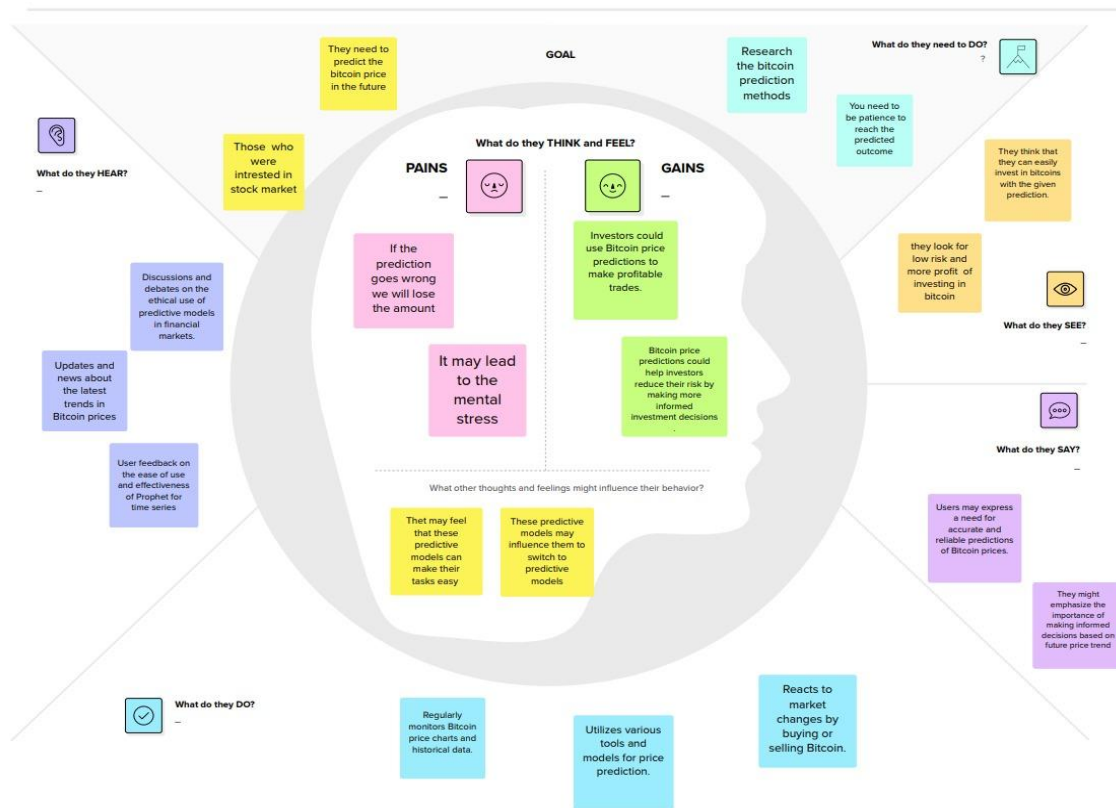 GOAL
They need to
predict the
bitcoin price
in the future
Those who
were
intrested in
stock market
What do they need to DO?
?
Research
the bitcoin
prediction
methods
You need to
be patience to
reach the
predicted
outcome
What do they HEAR?
_
Discussions and
debates on the
ethical use of
predictive models
in financial
markets.
Updates and
news about
the latest
trends in
Bitcoin prices
User feedback on
the ease of use
and effectiveness
of Prophet for
time series
What do they THINK and FEEL?
PAINS
_
If the
prediction
goes wrong
we will lose
the amount
It may lead
to the
mental
stress
GAINS
_
Investors could
use Bitcoin price
predictions to
make profitable
trades.
Bitcoin price
predictions could
help investors
reduce their risk by
making more
informed
investment decisions
.
What other thoughts and feelings might influence their behavior?
Thet may feel
that these
predictive
models can
make their
tasks easy
These predictive
models may
influence them to
switch to
predictive
models
They think that
they can easily
invest in bitcoins
with the given
prediction.
they look for
low risk and
more profit of
investing in
bitcoin
What do they SEE?
_
What do they SAY?
_
Users may express
a need for
accurate and
reliable predictions
of Bitcoin prices.
They might
emphasize the
importance of
making informed
decisions based on
future price trend
What do they DO?
_
Regularly
monitors Bitcoin
price charts and
historical data.
Utilizes various
tools and
models for price
prediction.
Reacts to
market
changes by
buying or
selling Bitcoin.